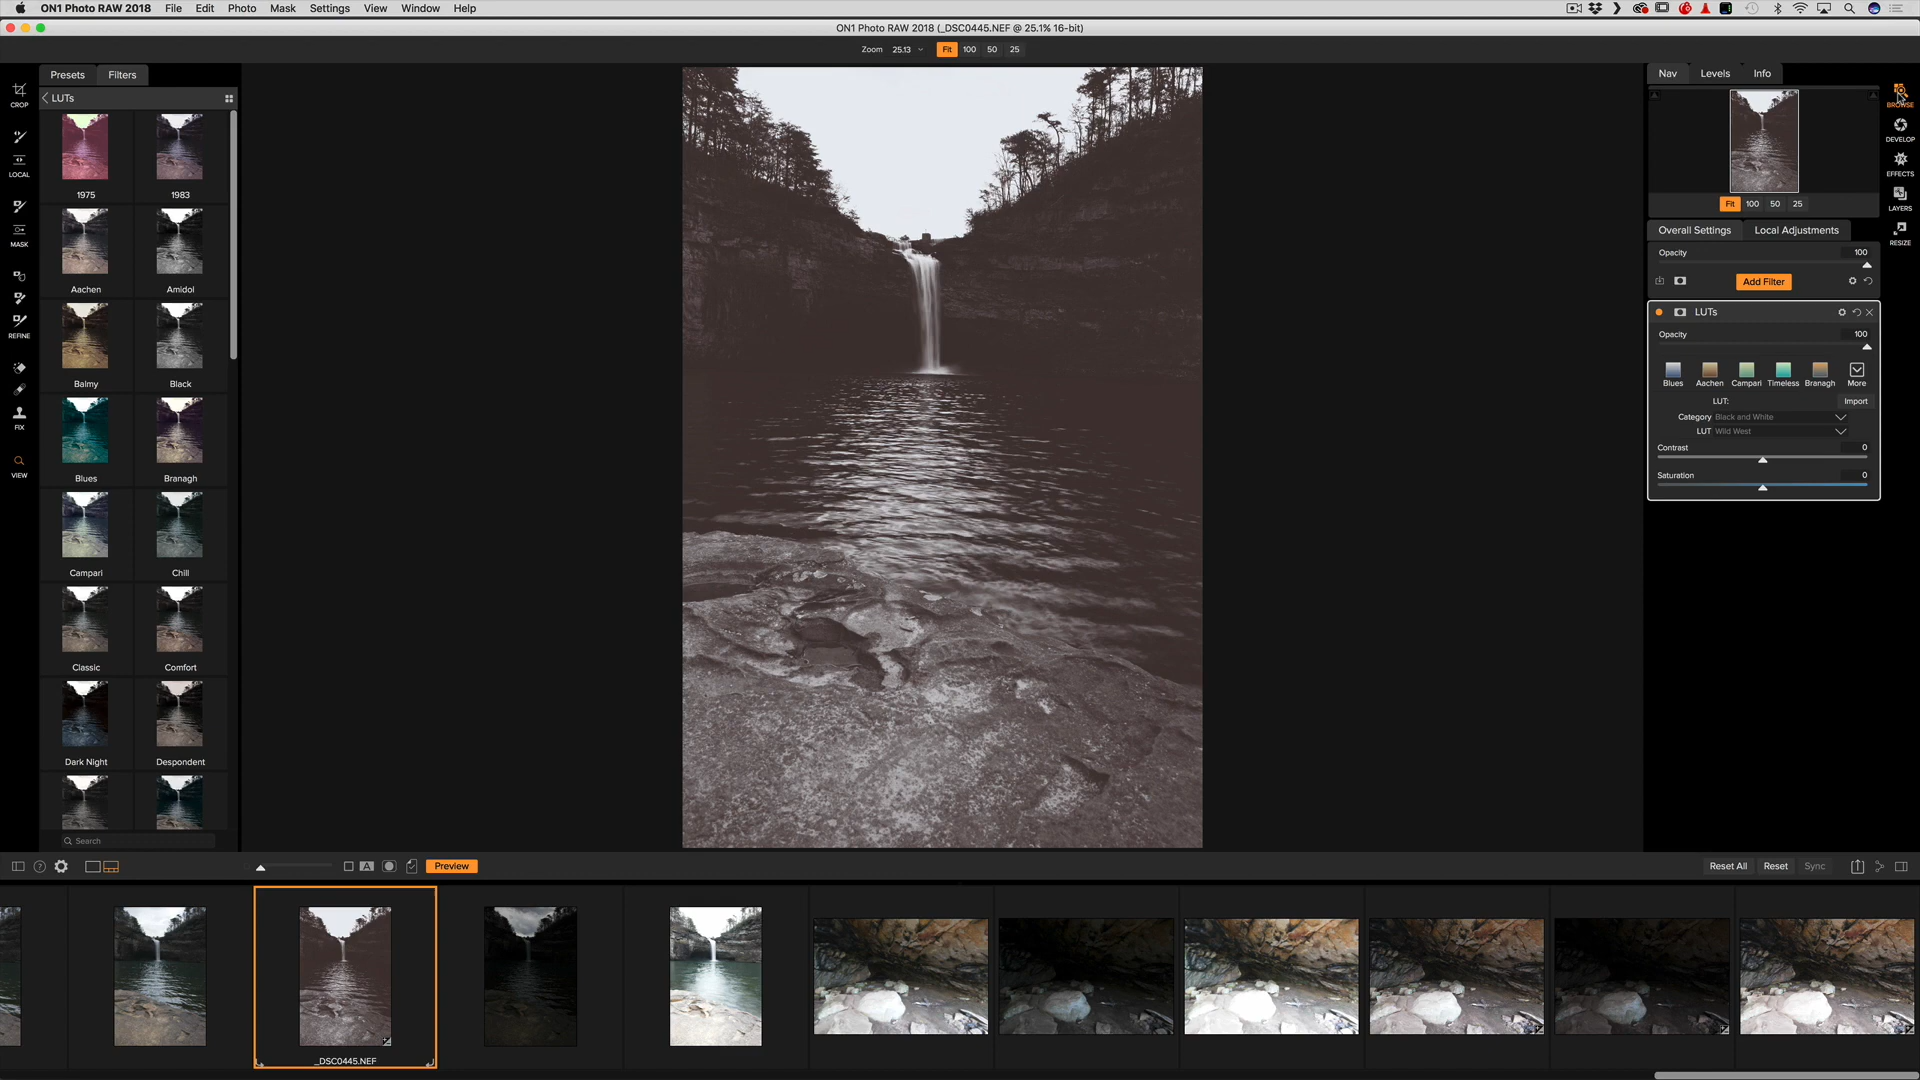 ON1 Photo RAW 2018 File Edit Photo Mask Settings View Window Help
ON1 Photo RAW 2018 (_DSC0445.NEF @ 25.1% 16-bit)
Zoom 25.13 Fit 100 50 25
Presets Filters
LUTs
1975 1983
Aachen Amidol
Balmy Black
Blues Branagh
Campari Chill
Classic Comfort
Dark Night Despondent
Search
CROP
LOCAL
MASK
REFINE
FIX
VIEW
Nav Levels Info
Fit 100 50 25
Overall Settings Local Adjustments
Opacity 100
Add Filter
LUTs
Opacity 100
Blues Aachen Campari Timeless Branagh More
LUT: Import
Category Black and White
LUT Wild West
Contrast 0
Saturation 0
BROWSE
DEVELOP
EFFECTS
LAYERS
RESIZE
A Preview Reset All Reset Sync
_DSC0445.NEF